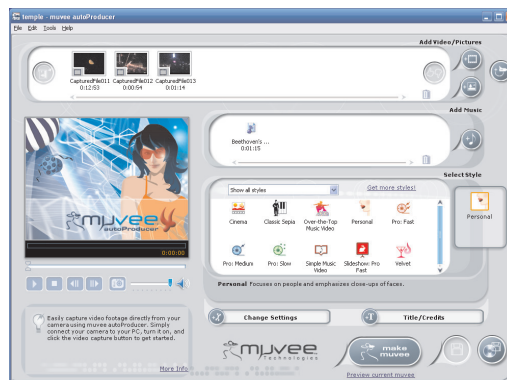 temple - muvee autoProducer
File Edit Tools Help
Add Video/Pictures
CapturedFile011 CapturedFile012 CapturedFile013
0:12:53 0:00:54 0:01:14
Add Music
Beethoven's ...
0:01:15
Select Style
Show all styles
Get more styles!
Cinema Classic Sepia Over-the-Top Music Video Personal Pro: Fast
Personal
Pro: Medium Pro: Slow Simple Music Video Slideshow: Pro Fast Velvet
muvee
autoProducer
0:00:00
Personal Focuses on people and emphasizes close-ups of faces.
Easily capture video footage directly from your
camera using muvee autoProducer. Simply
connect your camera to your PC, turn it on, and
click the video capture button to get started.
More Info
Change Settings
Title/Credits
muvee
Technologies
make
muvee
Preview current muvee